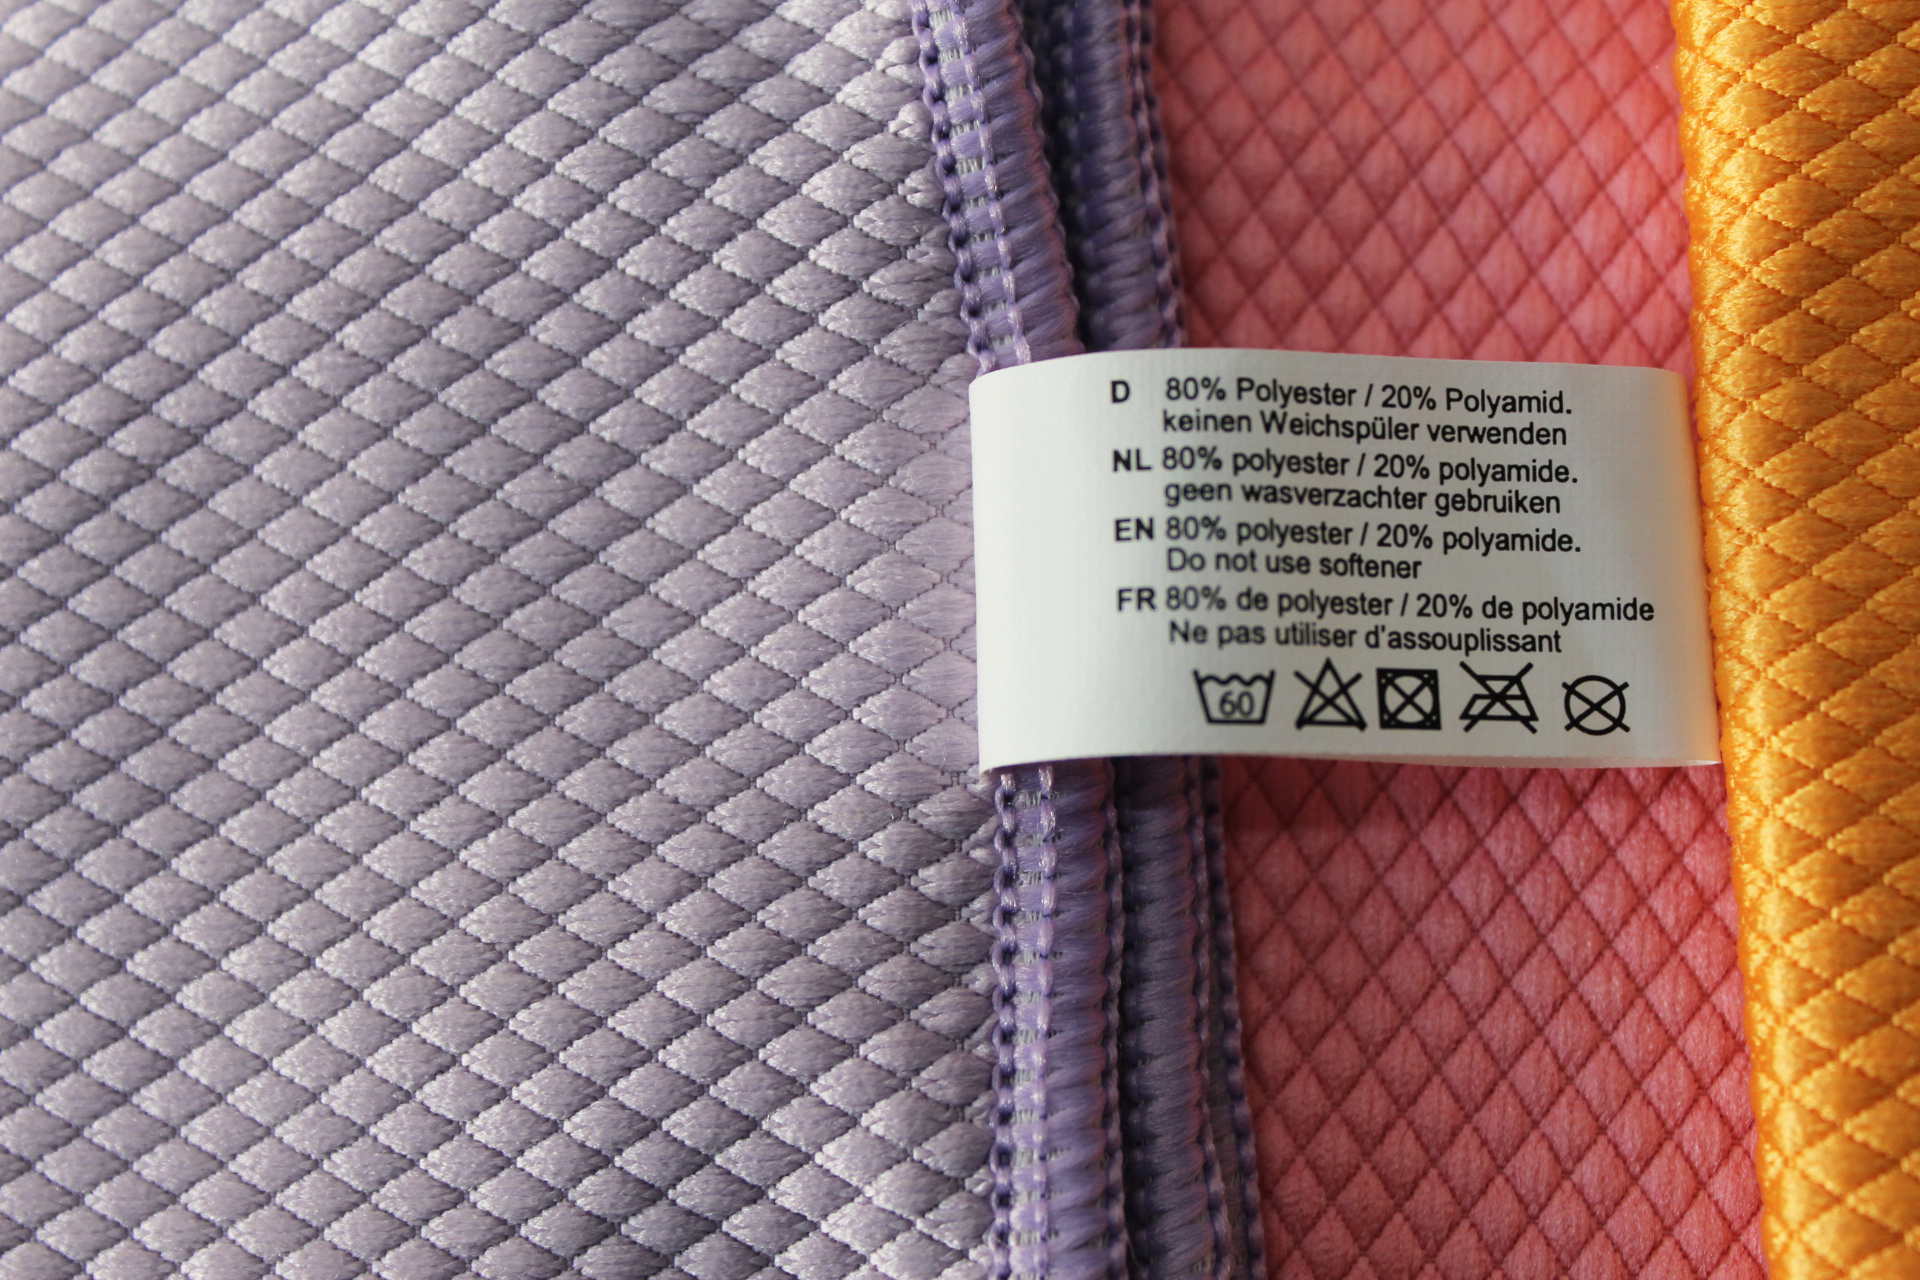 D 80% Polyester / 20% Polyamid.
keinen Weichspüler verwenden
NL 80% polyester / 20% polyamide.
geen wasverzachter gebruiken
EN 80% polyester / 20% polyamide.
Do not use softener
FR 80% de polyester / 20% de polyamide
Ne pas utiliser d'assouplissant
60